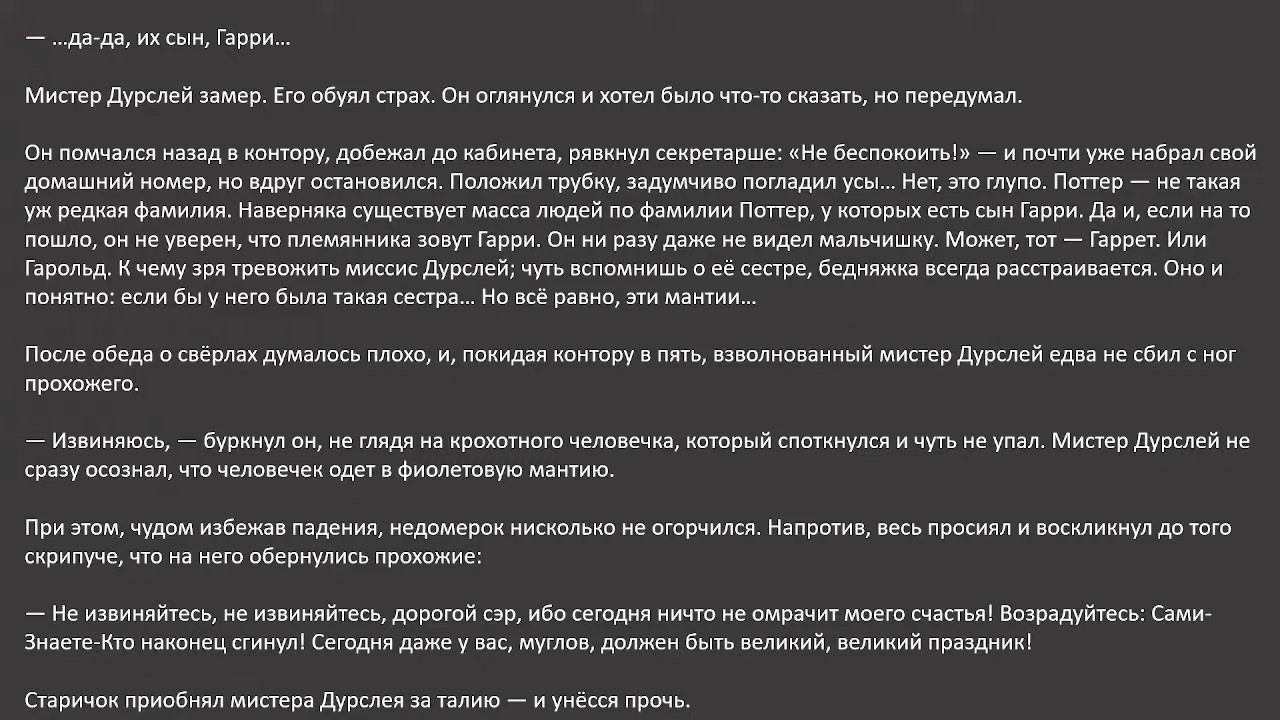 — …да-да, их сын, Гарри…
Мистер Дурслей замер. Его обуял страх. Он оглянулся и хотел было что-то сказать, но передумал.
Он помчался назад в контору, добежал до кабинета, рявкнул секретарше: «Не беспокоить!» — и почти уже набрал свой
домашний номер, но вдруг остановился. Положил трубку, задумчиво погладил усы… Нет, это глупо. Поттер — не такая
уж редкая фамилия. Наверняка существует масса людей по фамилии Поттер, у которых есть сын Гарри. Да и, если на то
пошло, он не уверен, что племянника зовут Гарри. Он ни разу даже не видел мальчишку. Может, тот — Гаррет. Или
Гарольд. К чему зря тревожить миссис Дурслей; чуть вспомнишь о её сестре, бедняжка всегда расстраивается. Оно и
понятно: если бы у него была такая сестра… Но всё равно, эти мантии…
После обеда о свёрлах думалось плохо, и, покидая контору в пять, взволнованный мистер Дурслей едва не сбил с ног
прохожего.
— Извиняюсь, — буркнул он, не глядя на крохотного человечка, который споткнулся и чуть не упал. Мистер Дурслей не
сразу осознал, что человечек одет в фиолетовую мантию.
При этом, чудом избежав падения, недомерок нисколько не огорчился. Напротив, весь просиял и воскликнул до того
скрипуче, что на него обернулись прохожие:
— Не извиняйтесь, не извиняйтесь, дорогой сэр, ибо сегодня ничто не омрачит моего счастья! Возрадуйтесь: Сами-
Знаете-Кто наконец сгинул! Сегодня даже у вас, муглов, должен быть великий, великий праздник!
Старичок приобнял мистера Дурслея за талию — и унёсся прочь.